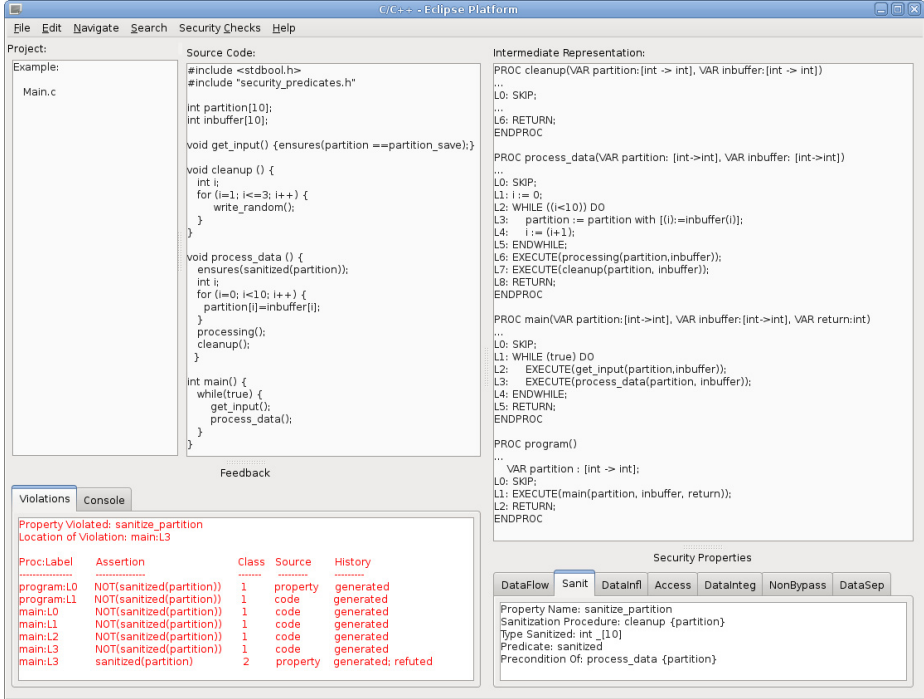 C/C++ - Eclipse Platform
File Edit Navigate Search Security Checks Help
Project:
Example:
Main.c
Source Code:
#include <stdbool.h>
#include "security_predicates.h"
int partition[10];
int inbuffer[10];
void get_input() {ensures(partition ==partition_save);}
void cleanup () {
int i;
for (i=1; i<=3; i++) {
write_random();
}
}
void process_data () {
ensures(sanitized(partition));
int i;
for (i=0; i<10; i++) {
partition[i]=inbuffer[i];
}
processing();
cleanup();
}
int main() {
while(true) {
get_input();
process_data();
}
}
Intermediate Representation:
PROC cleanup(VAR partition:[int -> int], VAR inbuffer:[int -> int])
...
L0: SKIP;
...
L6: RETURN;
ENDPROC
PROC process_data(VAR partition: [int->int], VAR inbuffer: [int->int])
...
L0: SKIP;
L1: i := 0;
L2: WHILE ((i<10)) DO
L3: partition := partition with [(i):=inbuffer(i)];
L4: i := (i+1);
L5: ENDWHILE;
L6: EXECUTE(processing(partition,inbuffer));
L7: EXECUTE(cleanup(partition, inbuffer));
L8: RETURN;
ENDPROC
PROC main(VAR partition:[int->int], VAR inbuffer:[int->int], VAR return:int)
...
L0: SKIP;
L1: WHILE (true) DO
L2: EXECUTE(get_input(partition,inbuffer));
L3: EXECUTE(process_data(partition, inbuffer));
L4: ENDWHILE;
L5: RETURN;
ENDPROC
PROC program()
...
VAR partition : [int -> int];
L0: SKIP;
L1: EXECUTE(main(partition, inbuffer, return));
L2: RETURN;
ENDPROC
Feedback
Violations Console
Property Violated: sanitize_partition
Location of Violation: main:L3
Proc:Label Assertion Class Source History
---------------- --------------- ------- --------- ---------
program:L0 NOT(sanitized(partition)) 1 property generated
program:L1 NOT(sanitized(partition)) 1 code generated
main:L0 NOT(sanitized(partition)) 1 code generated
main:L1 NOT(sanitized(partition)) 1 code generated
main:L2 NOT(sanitized(partition)) 1 code generated
main:L3 NOT(sanitized(partition)) 1 code generated
main:L3 sanitized(partition) 2 property generated; refuted
Security Properties
DataFlow Sanit DataInfl Access DataInteg NonBypass DataSep
Property Name: sanitize_partition
Sanitization Procedure: cleanup {partition}
Type Sanitized: int _[10]
Predicate: sanitized
Precondition Of: process_data {partition}